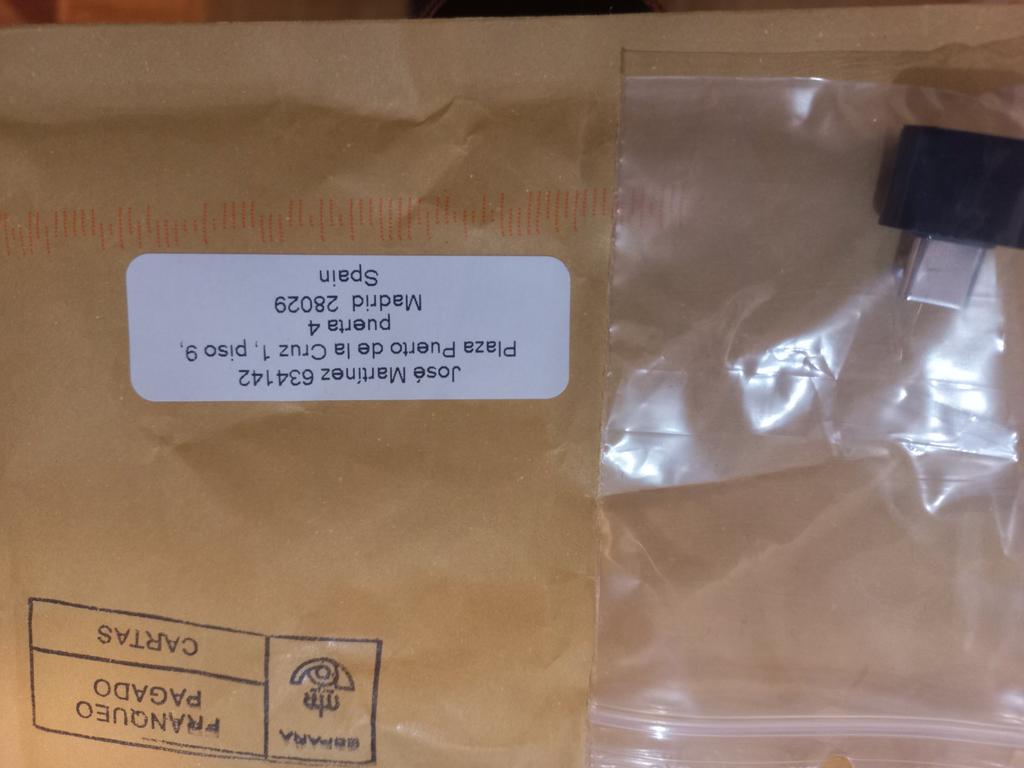 José Martínez 634142
Plaza Puerto de la Cruz 1, piso 9,
puerta 4
Madrid 28029
Spain
ESPAÑA
FRANQUEO
PAGADO
CARTAS